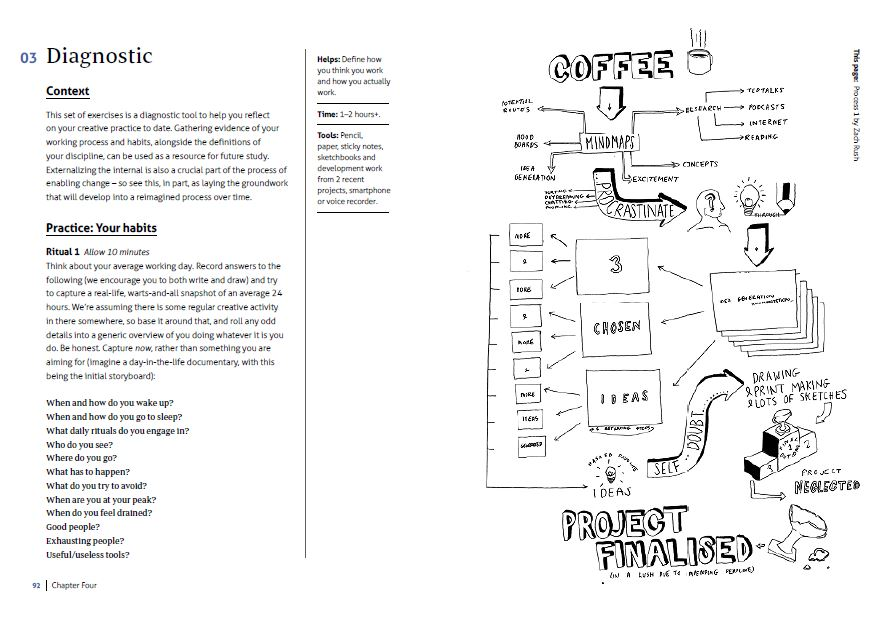 03 Diagnostic
Context
This set of exercises is a diagnostic tool to help you reflect
on your creative practice to date. Gathering evidence of your
working process and habits, alongside the definitions of
your discipline, can be used as a resource for future study.
Externalizing the internal is also a crucial part of the process of
enabling change – so see this, in part, as laying the groundwork
that will develop into a reimagined process over time.
Practice: Your habits
Ritual 1 Allow 10 minutes
Think about your average working day. Record answers to the
following (we encourage you to both write and draw) and try
to capture a real-life, warts-and-all snapshot of an average 24
hours. We're assuming there is some regular creative activity
in there somewhere, so base it around that, and roll any odd
details into a generic overview of you doing whatever it is you
do. Be honest. Capture now, rather than something you are
aiming for (imagine a day-in-the-life documentary, with this
being the initial storyboard):
When and how do you wake up?
When and how do you go to sleep?
What daily rituals do you engage in?
Who do you see?
Where do you go?
What has to happen?
What do you try to avoid?
When are you at your peak?
When do you feel drained?
Good people?
Exhausting people?
Useful/useless tools?
92 Chapter Four
Helps: Define how
you think you work
and how you actually
work.
Time: 1–2 hours+.
Tools: Pencil,
paper, sticky notes,
sketchbooks and
development work
from 2 recent
projects, smartphone
or voice recorder.
This page: Process 1 by Zach Rush
COFFEE
POTENTIAL
ROUTES
MOOD
BOARDS
IDEA
GENERATION
MINDMAPS
RESEARCH
TED TALKS
PODCASTS
INTERNET
READING
CONCEPTS
EXCITEMENT
PROCRASTINATE
THROUGH
IDEA GENERATION
3
CHOSEN
IDEAS
MORE
2
MORE
2
MORE
2
MORE
IDEAS
SELF DOUBT
DRAWING
PRINT MAKING
LOTS OF SKETCHES
1
2
3
PROJECT
NEGLECTED
IDEAS
PROJECT
FINALISED
(IN A RUSH DUE TO IMPENDING DEADLINE)